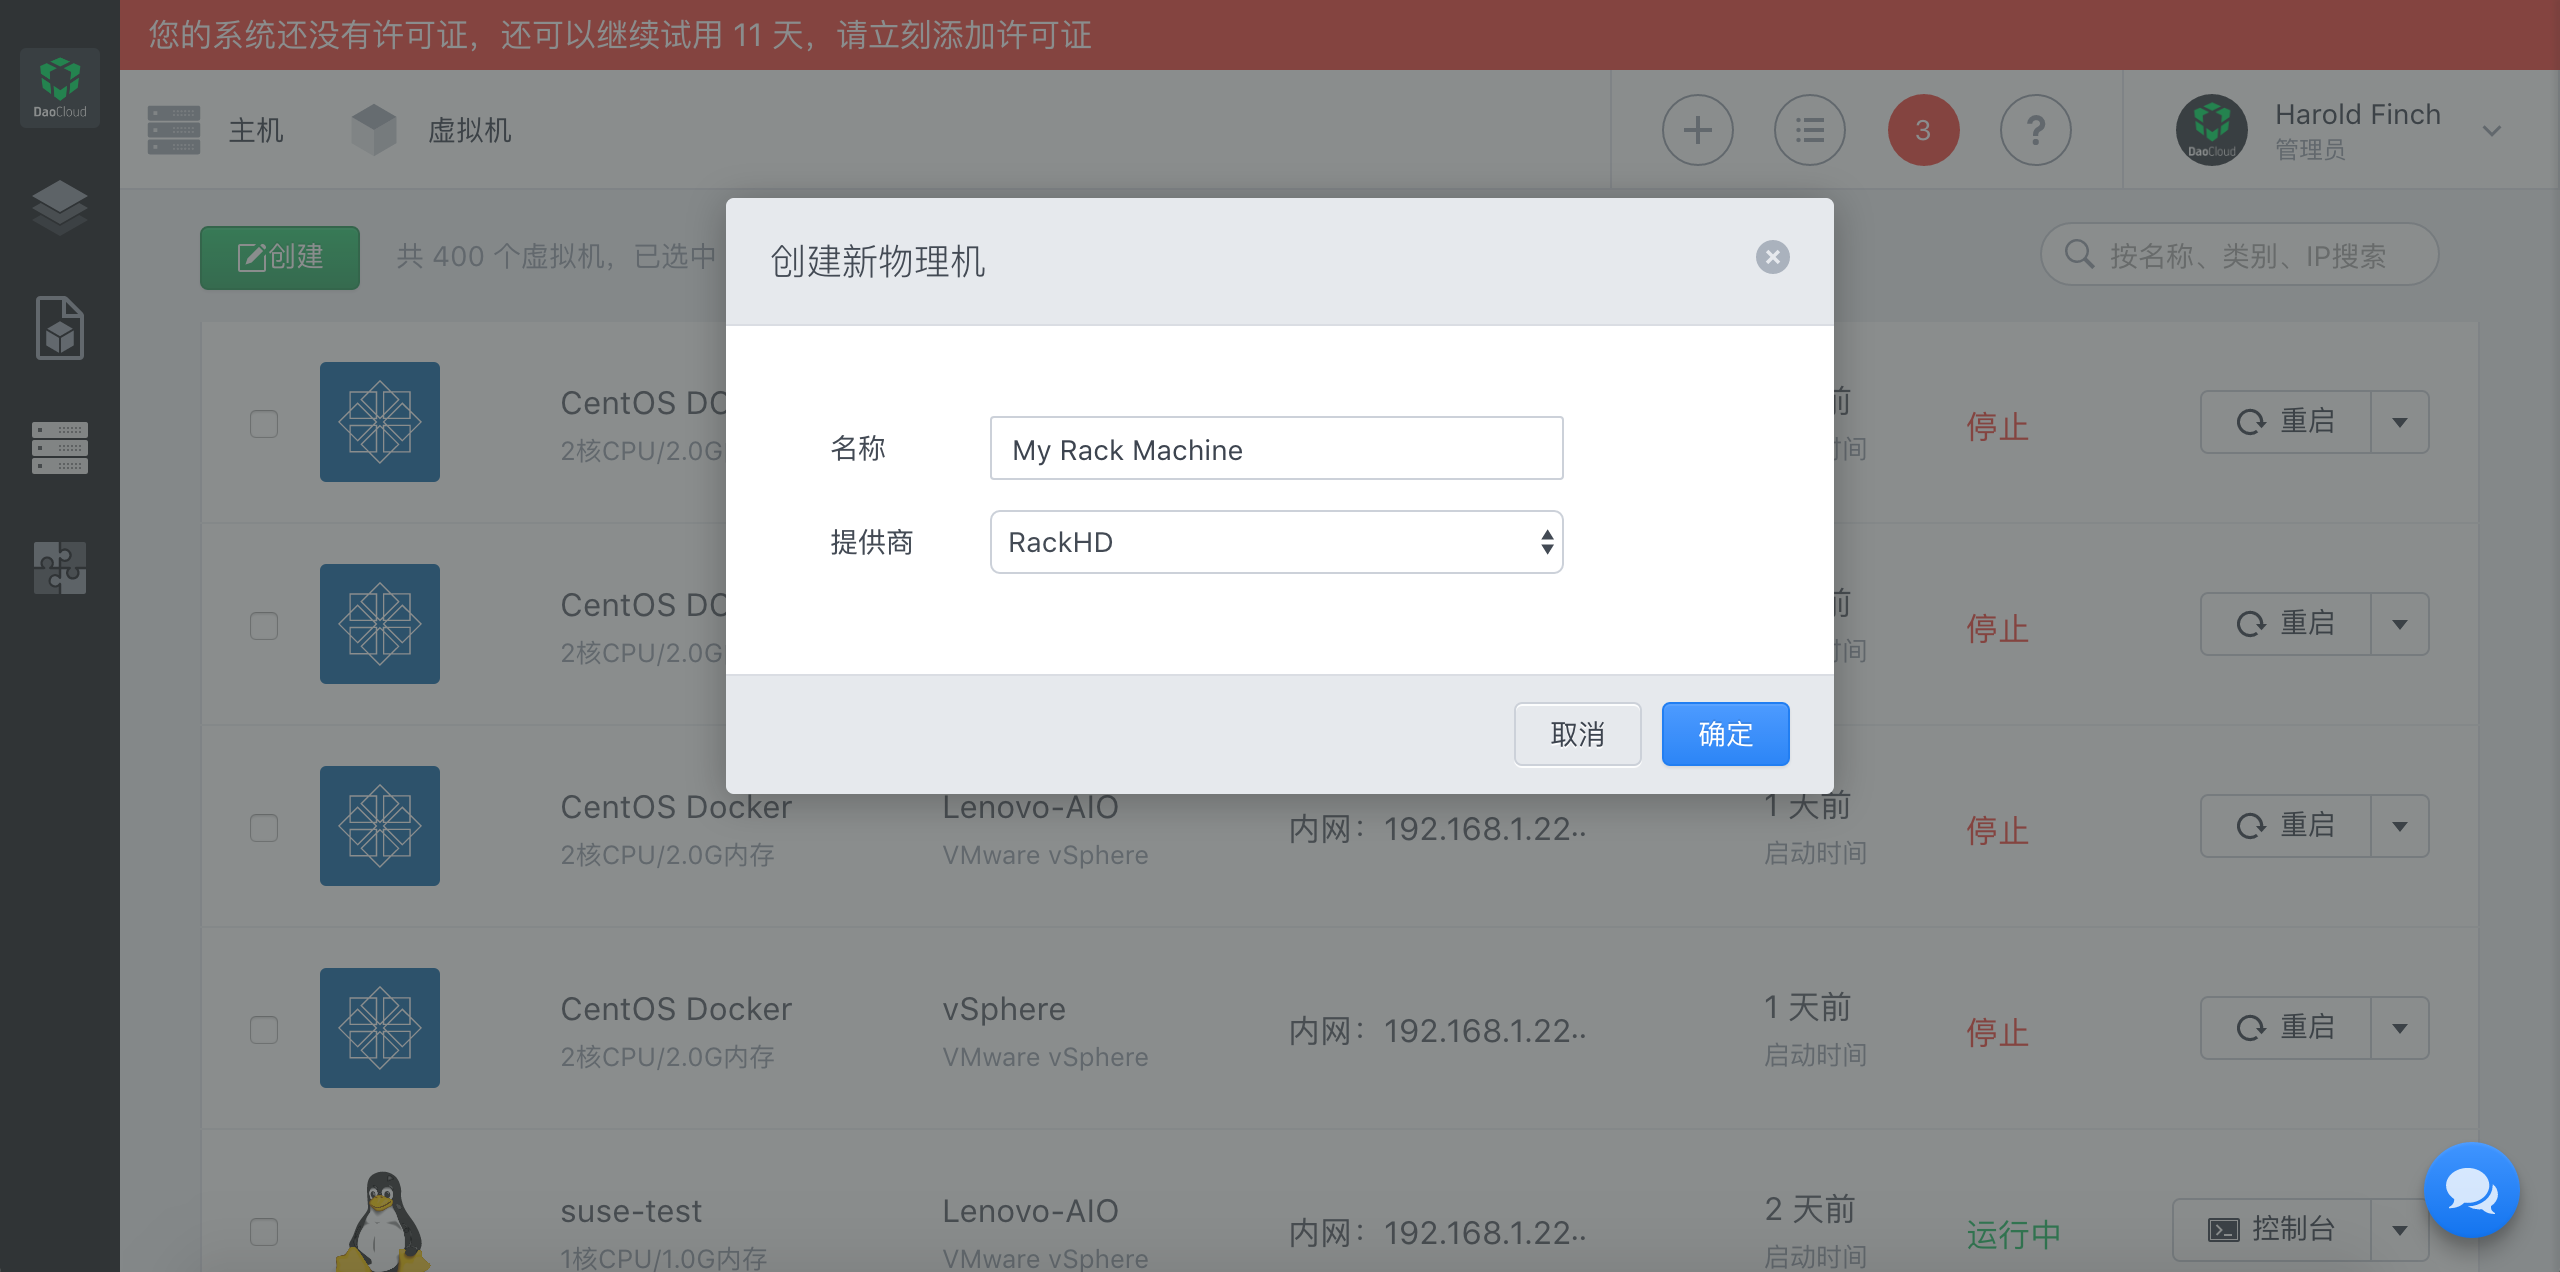 您的系统还没有许可证，还可以继续试用 11 天，请立刻添加许可证
DaoCloud
主机
虚拟机
3
?
DaoCloud
Harold Finch
管理员
创建
共 400 个虚拟机，已选中
按名称、类别、IP搜索
创建新物理机
名称
My Rack Machine
提供商
RackHD
取消
确定
CentOS DO
2核CPU/2.0G
前
时间
停止
重启
CentOS DO
2核CPU/2.0G
前
时间
停止
重启
CentOS Docker
2核CPU/2.0G内存
Lenovo-AIO
VMware vSphere
内网：192.168.1.22..
1 天前
启动时间
停止
重启
CentOS Docker
2核CPU/2.0G内存
vSphere
VMware vSphere
内网：192.168.1.22..
1 天前
启动时间
停止
重启
suse-test
1核CPU/1.0G内存
Lenovo-AIO
VMware vSphere
内网：192.168.1.22..
2 天前
启动时间
运行中
控制台